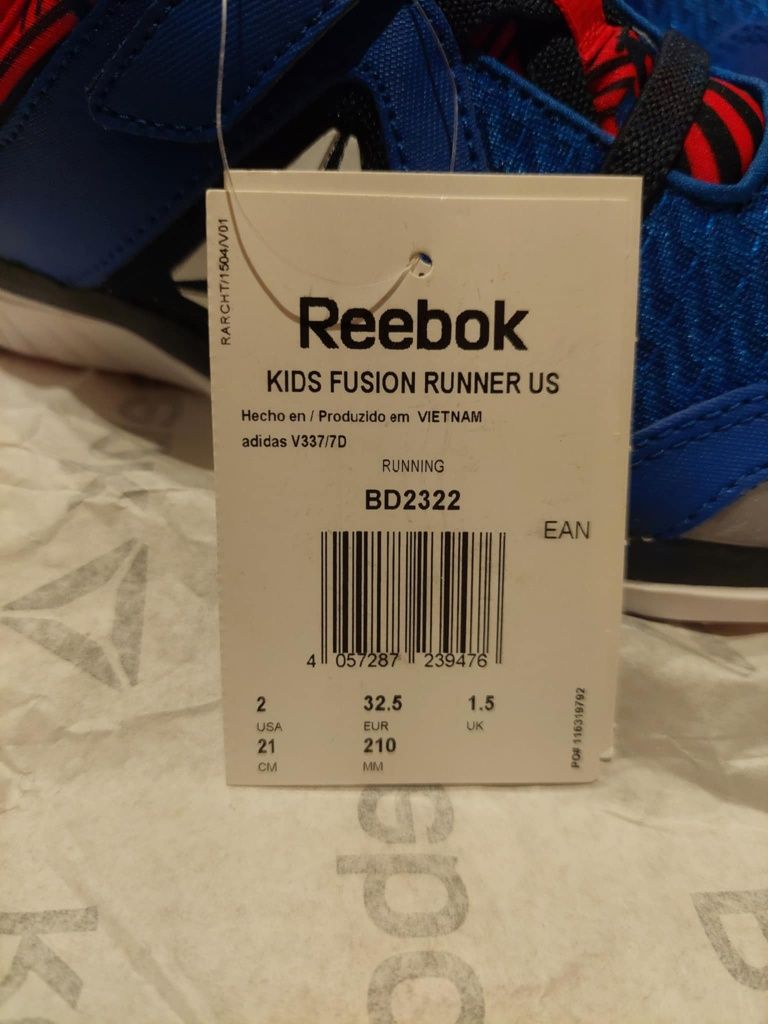 RARCHT/1504/V01
Reebok
KIDS FUSION RUNNER US
Hecho en / Produzido em VIETNAM
adidas V337/7D
RUNNING
BD2322
EAN
4 057287 239476
2 32.5 1.5
USA EUR UK
21 210
CM MM
PO# 116319792